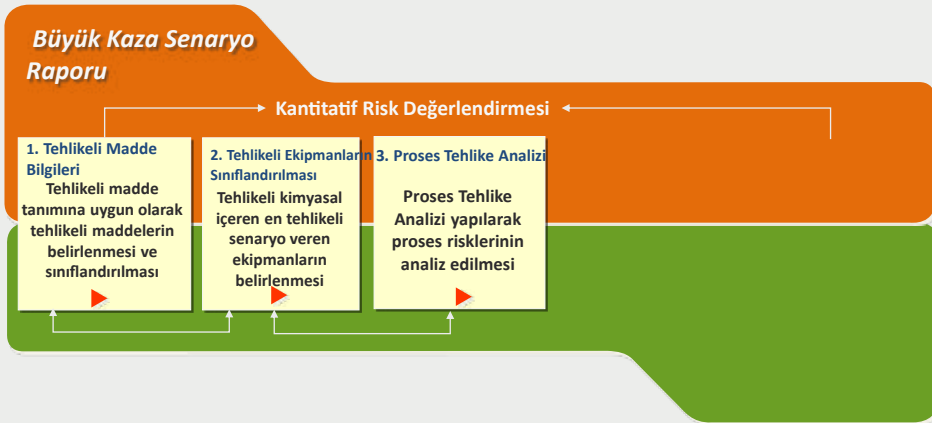 Büyük Kaza Senaryo
Raporu
Kantitatif Risk Değerlendirmesi
1. Tehlikeli Madde
Bilgileri
Tehlikeli madde
tanımına uygun olarak
tehlikeli maddelerin
belirlenmesi ve
sınıflandırılması
2. Tehlikeli Ekipmanların
Sınıflandırılması
Tehlikeli kimyasal
içeren en tehlikeli
senaryo veren
ekipmanların
belirlenmesi
3. Proses Tehlike Analizi
Proses Tehlike
Analizi yapılarak
proses risklerinin
analiz edilmesi